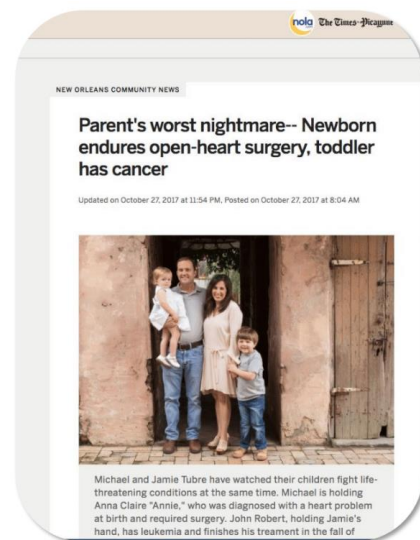 nola The Times-Picayune
NEW ORLEANS COMMUNITY NEWS
Parent's worst nightmare-- Newborn
endures open-heart surgery, toddler
has cancer
Updated on October 27, 2017 at 11:54 PM, Posted on October 27, 2017 at 8:04 AM
Michael and Jamie Tubre have watched their children fight life-
threatening conditions at the same time. Michael is holding
Anna Claire "Annie," who was diagnosed with a heart problem
at birth and required surgery. John Robert, holding Jamie's
hand, has leukemia and finishes his treament in the fall of